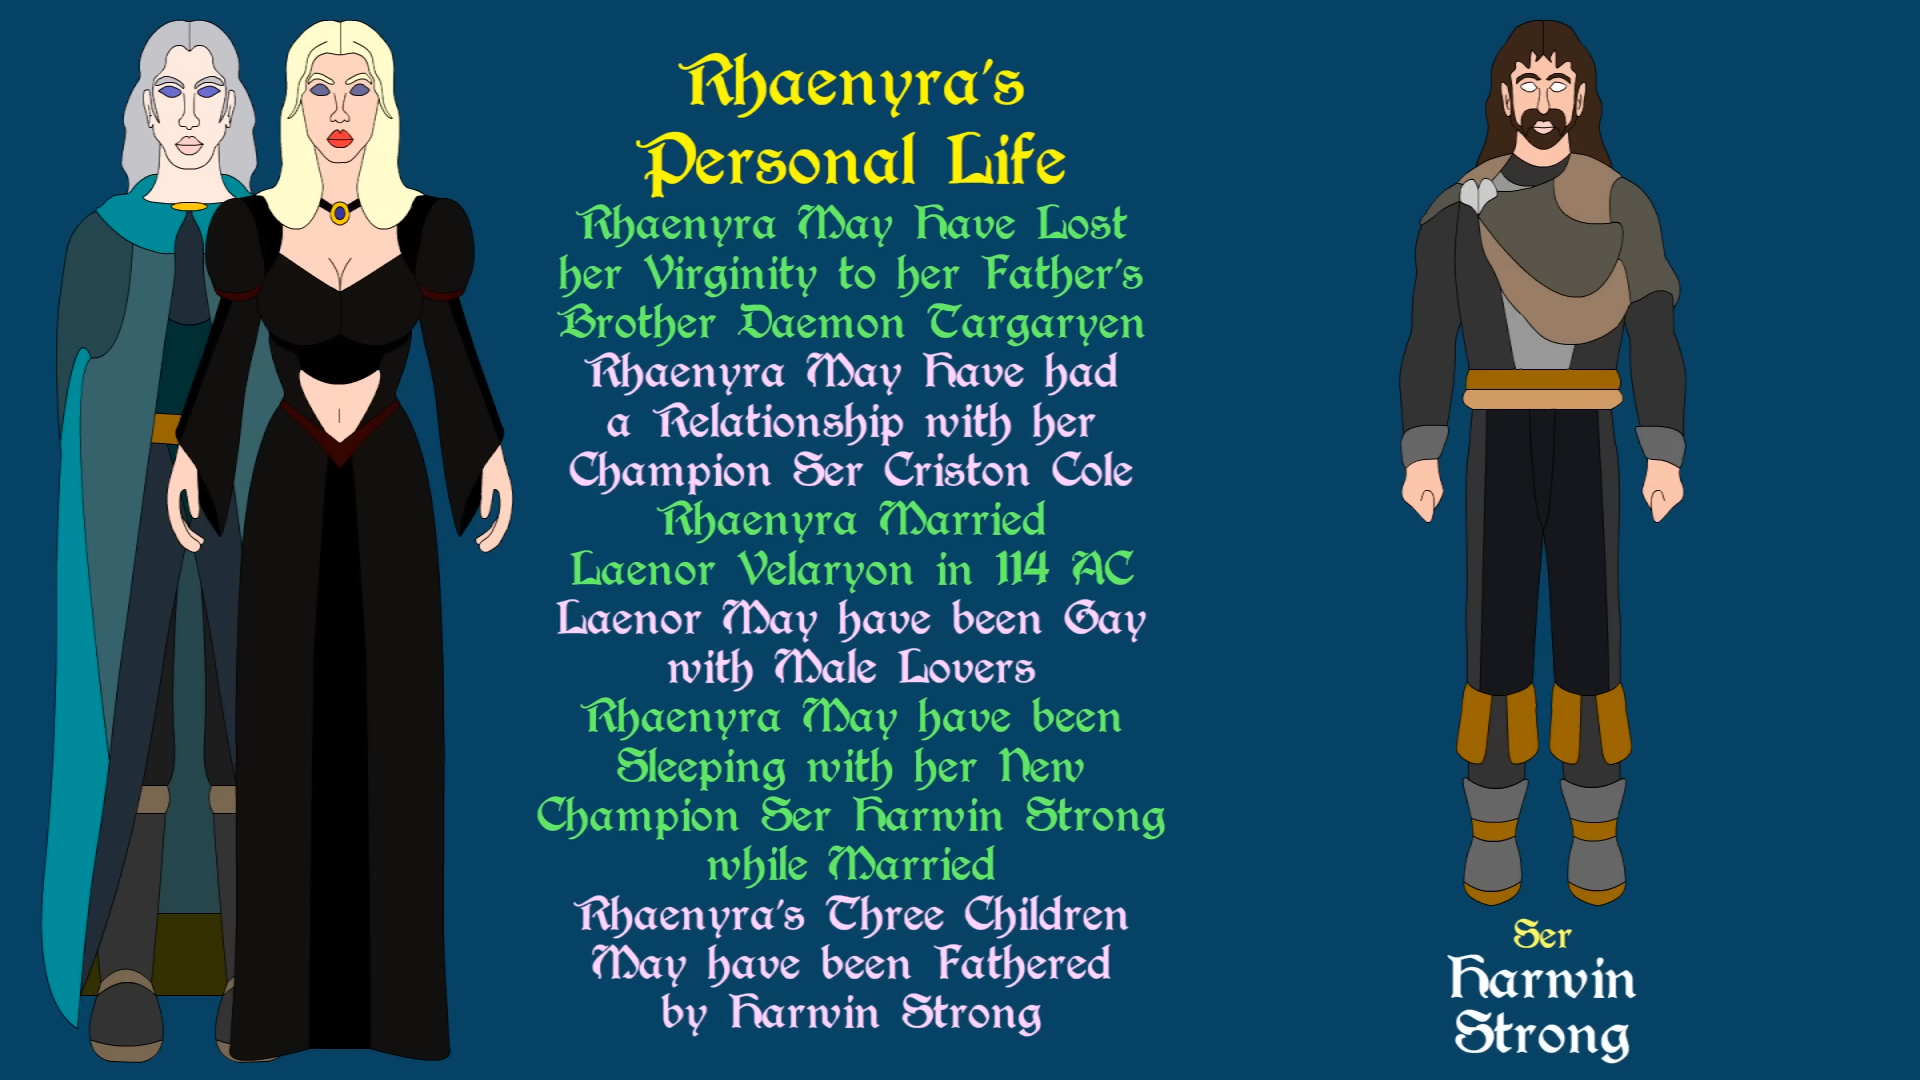 Rhaenyra's
Personal Life
Rhaenyra May Have Lost
her Virginity to her Father's
Brother Daemon Targaryen
Rhaenyra May Have had
a Relationship with her
Champion Ser Criston Cole
Rhaenyra Married
Laenor Velaryon in 114 AC
Laenor May have been Gay
with Male Lovers
Rhaenyra May have been
Sleeping with her New
Champion Ser Harwin Strong
while Married
Rhaenyra's Three Children
May have been Fathered
by Harwin Strong
Ser
Harwin
Strong